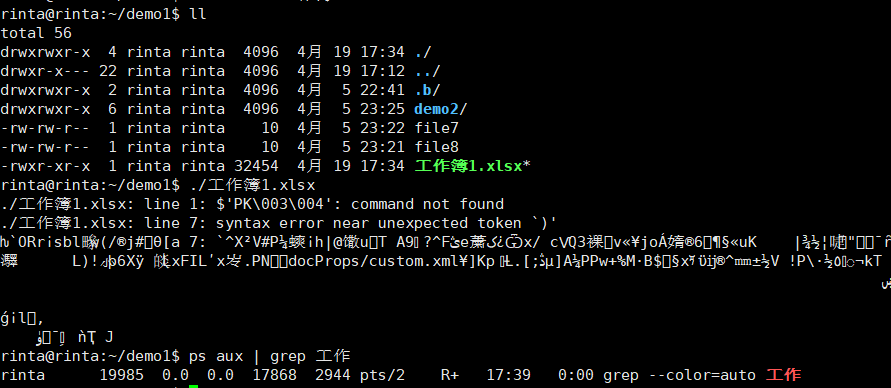 rinta@rinta:~/demo1$ ll
total 56
drwxrwxr-x  4 rinta rinta  4096  4月  19 17:34 ./
drwxr-x--- 22 rinta rinta  4096  4月  19 17:12 ../
drwxrwxr-x  2 rinta rinta  4096  4月   5 22:41 .b/
drwxrwxr-x  6 rinta rinta  4096  4月   5 23:25 demo2/
-rw-rw-r--  1 rinta rinta    10  4月   5 23:22 file7
-rw-rw-r--  1 rinta rinta    10  4月   5 23:21 file8
-rwxr-xr-x  1 rinta rinta 32454  4月  19 17:34 工作簿1.xlsx*
rinta@rinta:~/demo1$ ./工作簿1.xlsx
./工作簿1.xlsx: line 1: $'PK\003\004': command not found
./工作簿1.xlsx: line 7: syntax error near unexpected token `)'
docProps/custom.xml
rinta@rinta:~/demo1$ ps aux | grep 工作
rinta      19985  0.0  0.0  17868  2944 pts/2    R+   17:39   0:00 grep --color=auto 工作